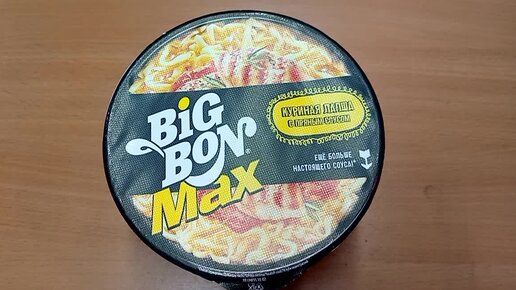 BiG
BON®
Max
КУРИНАЯ ЛАПША
С ПРЯНЫМ СОУСОМ
ЕЩЁ БОЛЬШЕ
НАСТОЯЩЕГО СОУСА!*